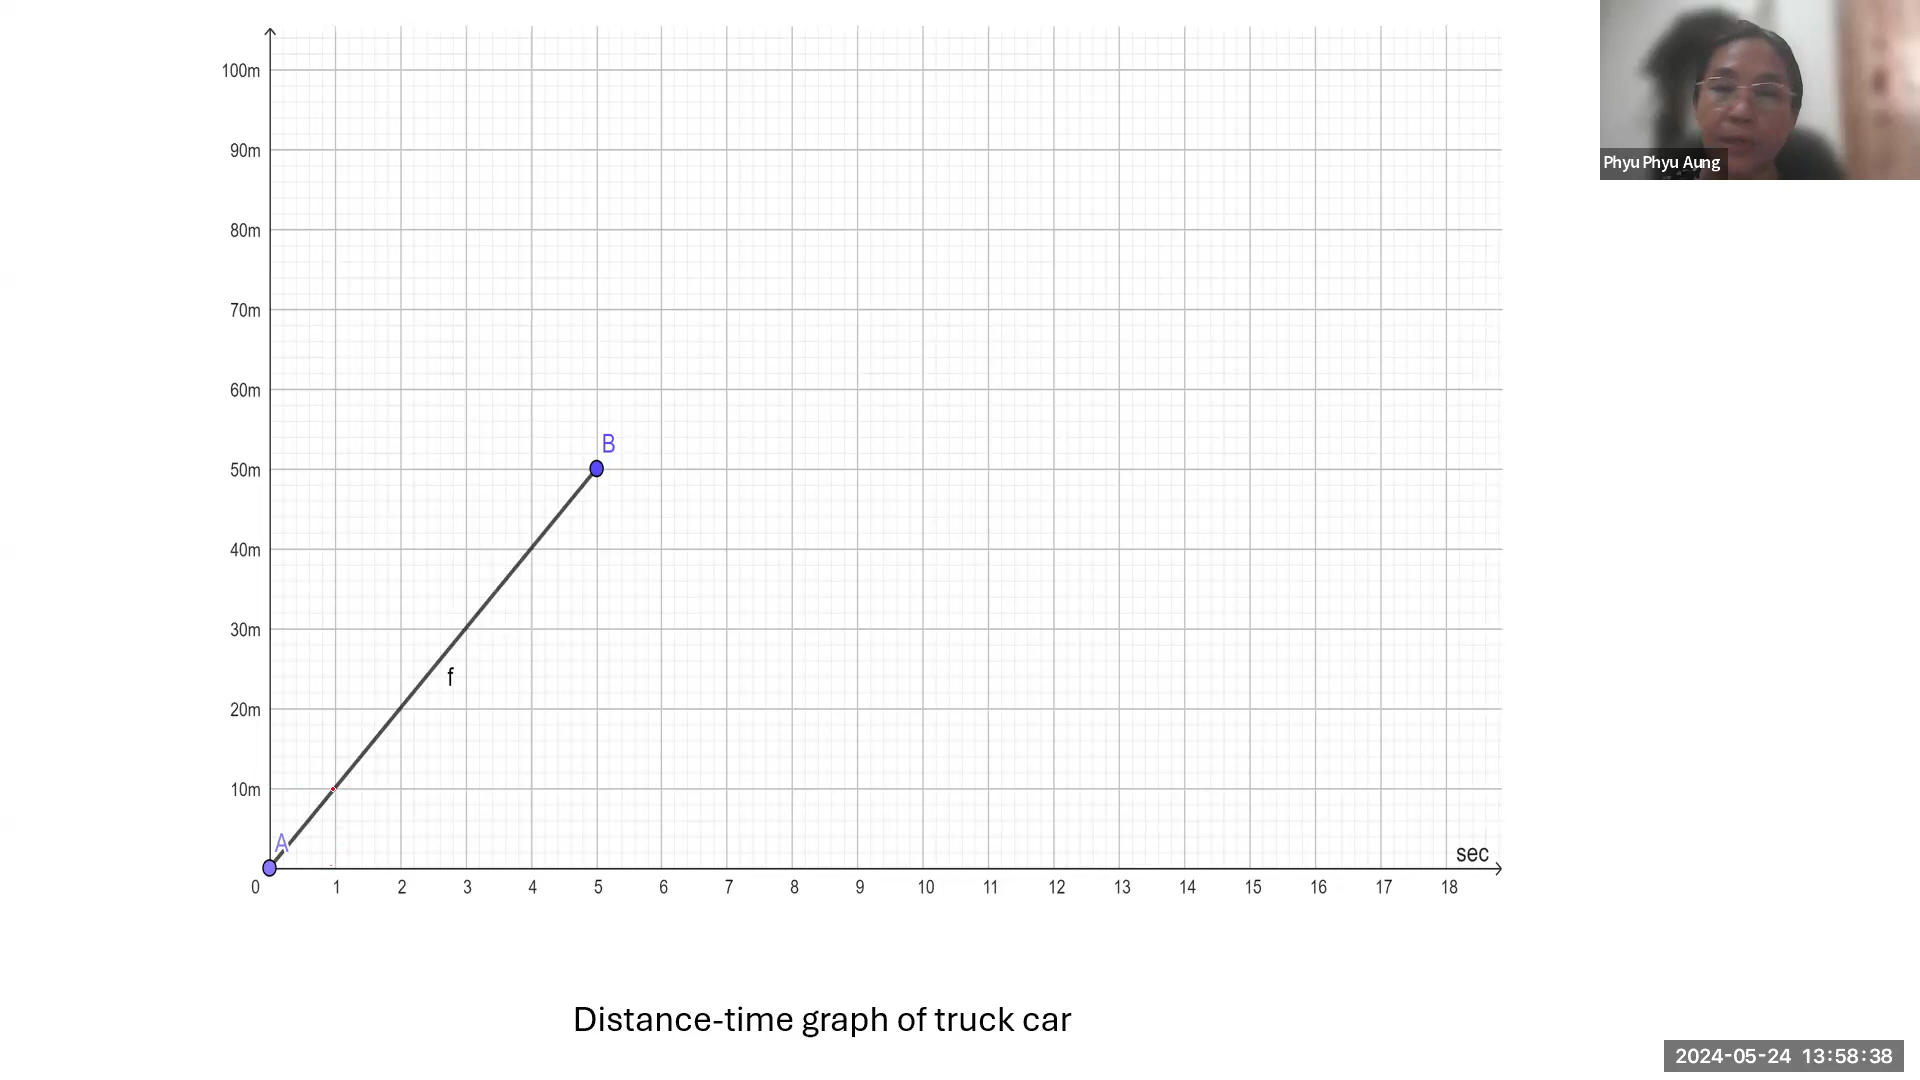 100m
90m
80m
70m
60m
50m
40m
30m
20m
10m
B
f
A
sec
0 1 2 3 4 5 6 7 8 9 10 11 12 13 14 15 16 17 18
Distance-time graph of truck car
Phyu Phyu Aung
2024-05-24 13:58:38